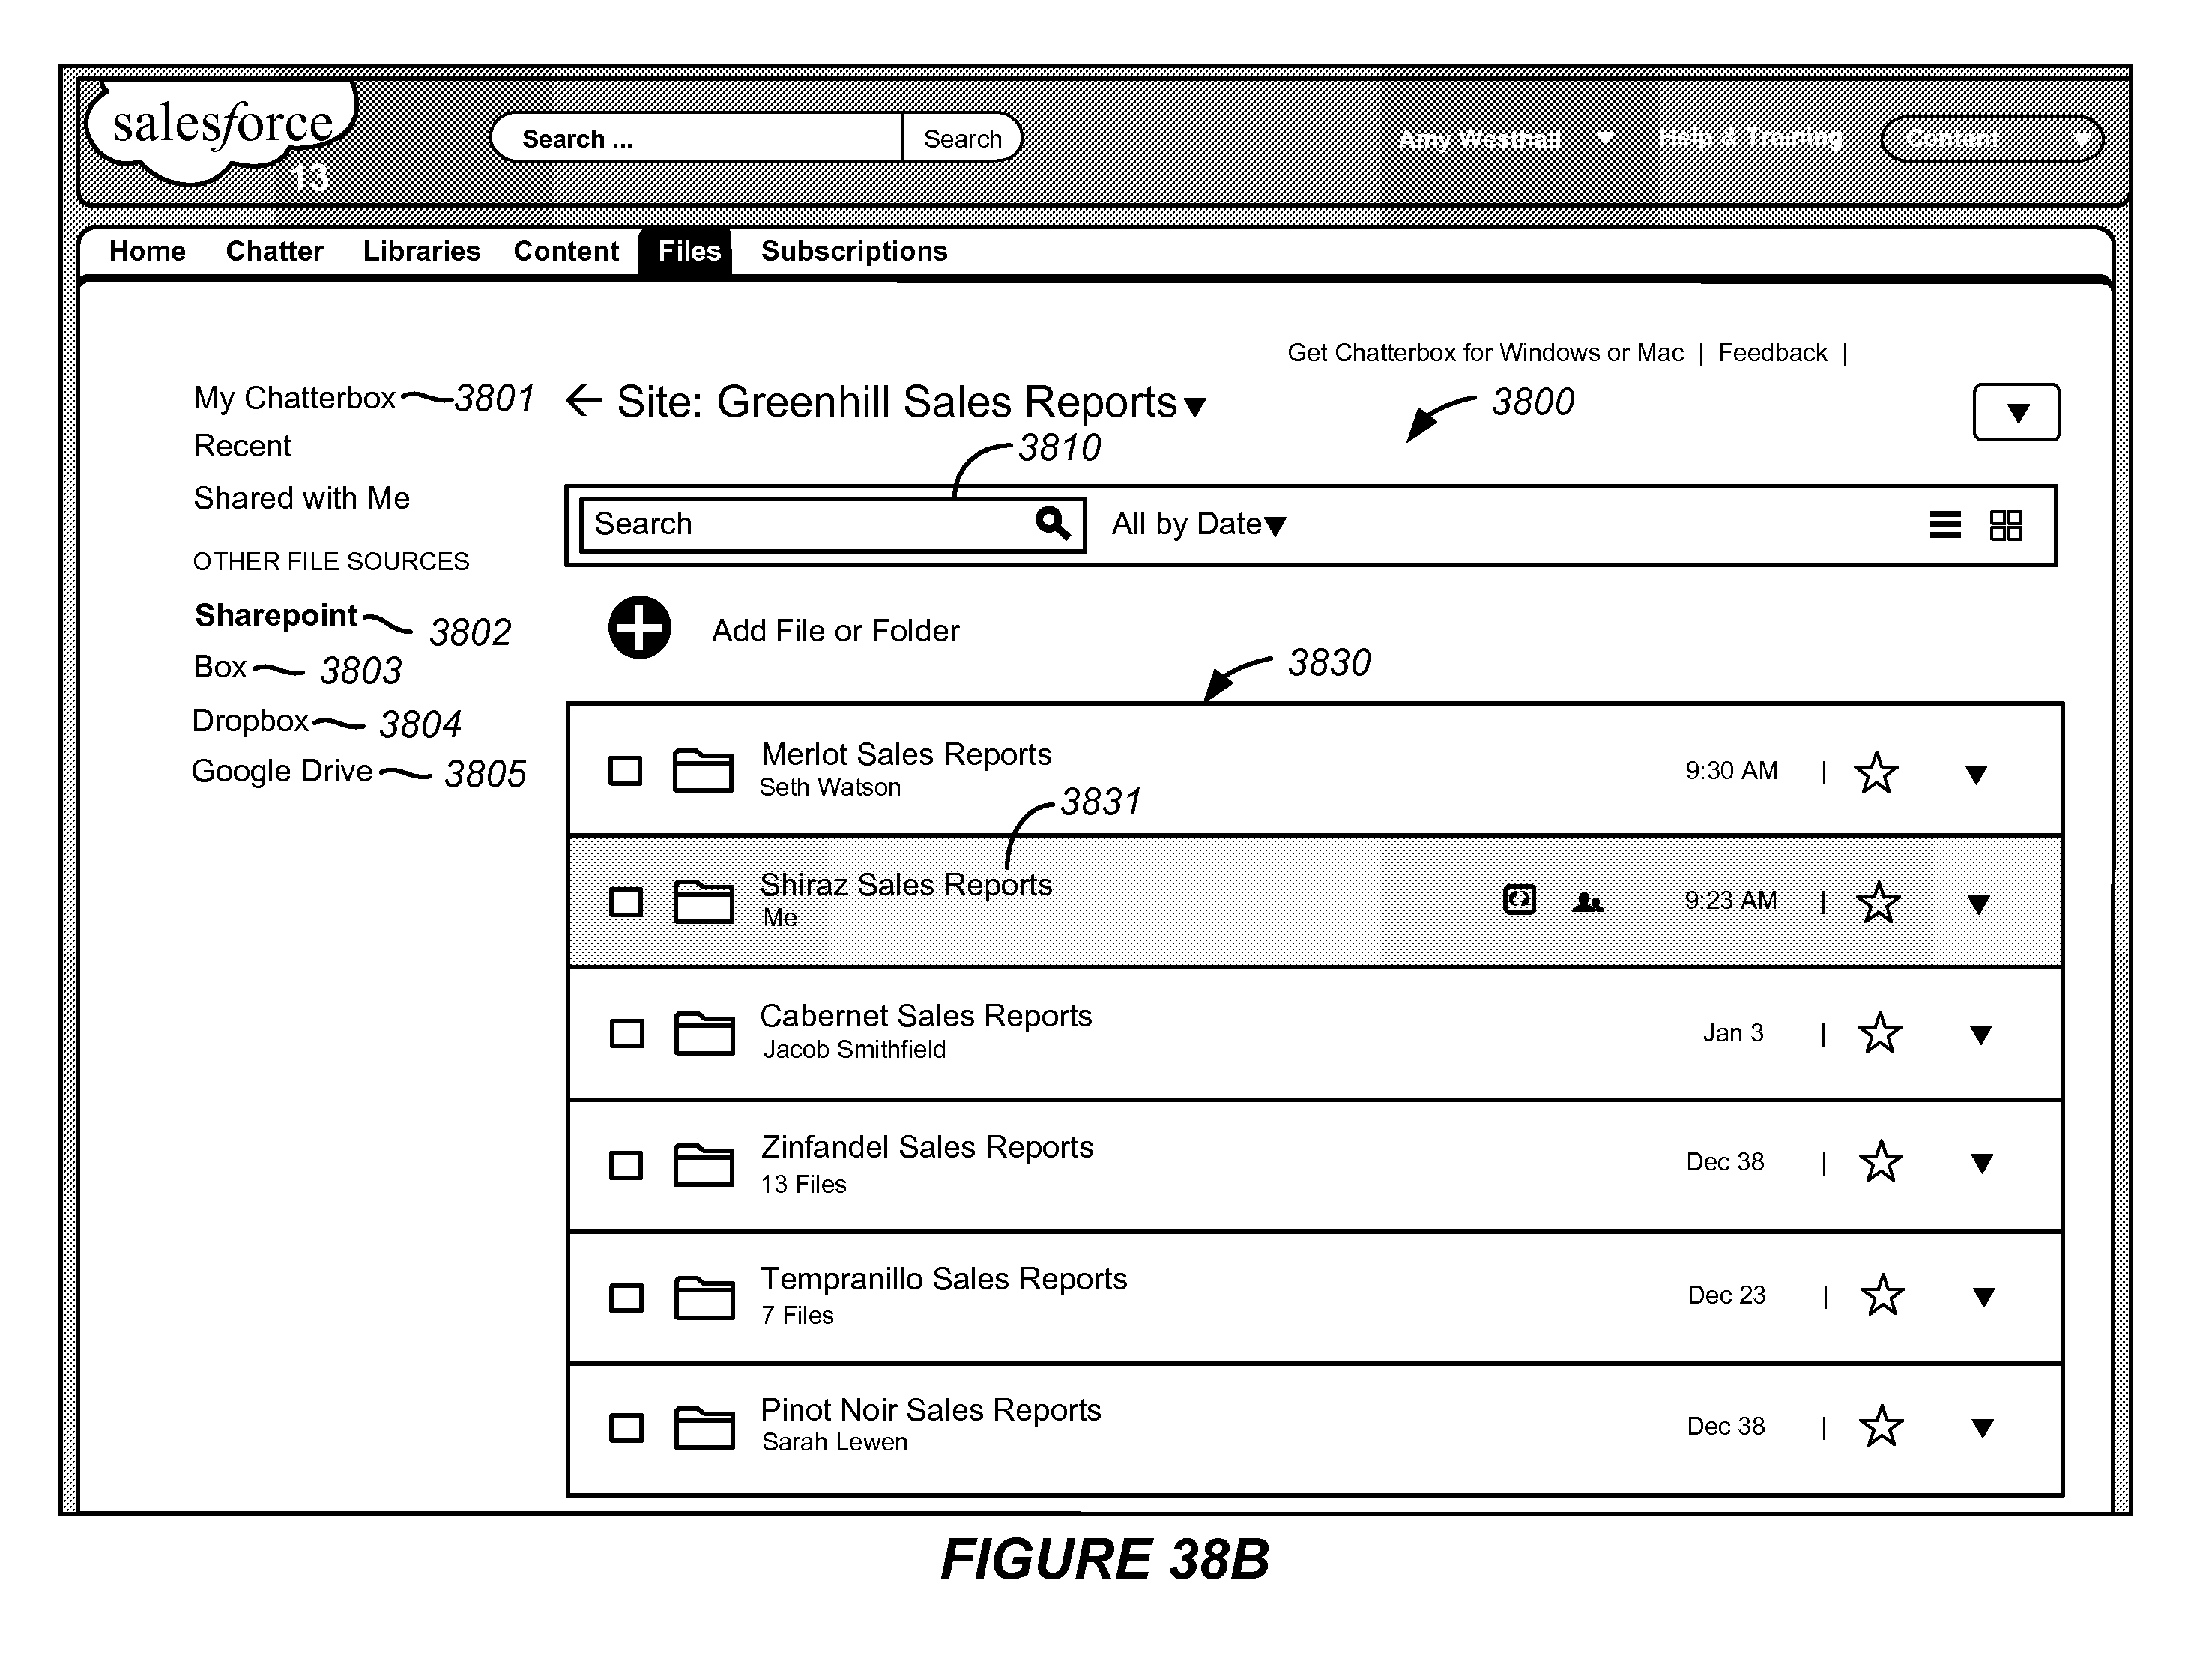 salesforce
13
Search ...
Search
Amy Westhall
Help & Training
Content
Home Chatter Libraries Content Files Subscriptions
Get Chatterbox for Windows or Mac | Feedback |
My Chatterbox 3801
Recent
Shared with Me
OTHER FILE SOURCES
Sharepoint 3802
Box 3803
Dropbox 3804
Google Drive 3805
Site: Greenhill Sales Reports
3800
3810
Search
All by Date
Add File or Folder
3830
Merlot Sales Reports
Seth Watson
9:30 AM |
3831
Shiraz Sales Reports
Me
9:23 AM |
Cabernet Sales Reports
Jacob Smithfield
Jan 3 |
Zinfandel Sales Reports
13 Files
Dec 38 |
Tempranillo Sales Reports
7 Files
Dec 23 |
Pinot Noir Sales Reports
Sarah Lewen
Dec 38 |
FIGURE 38B